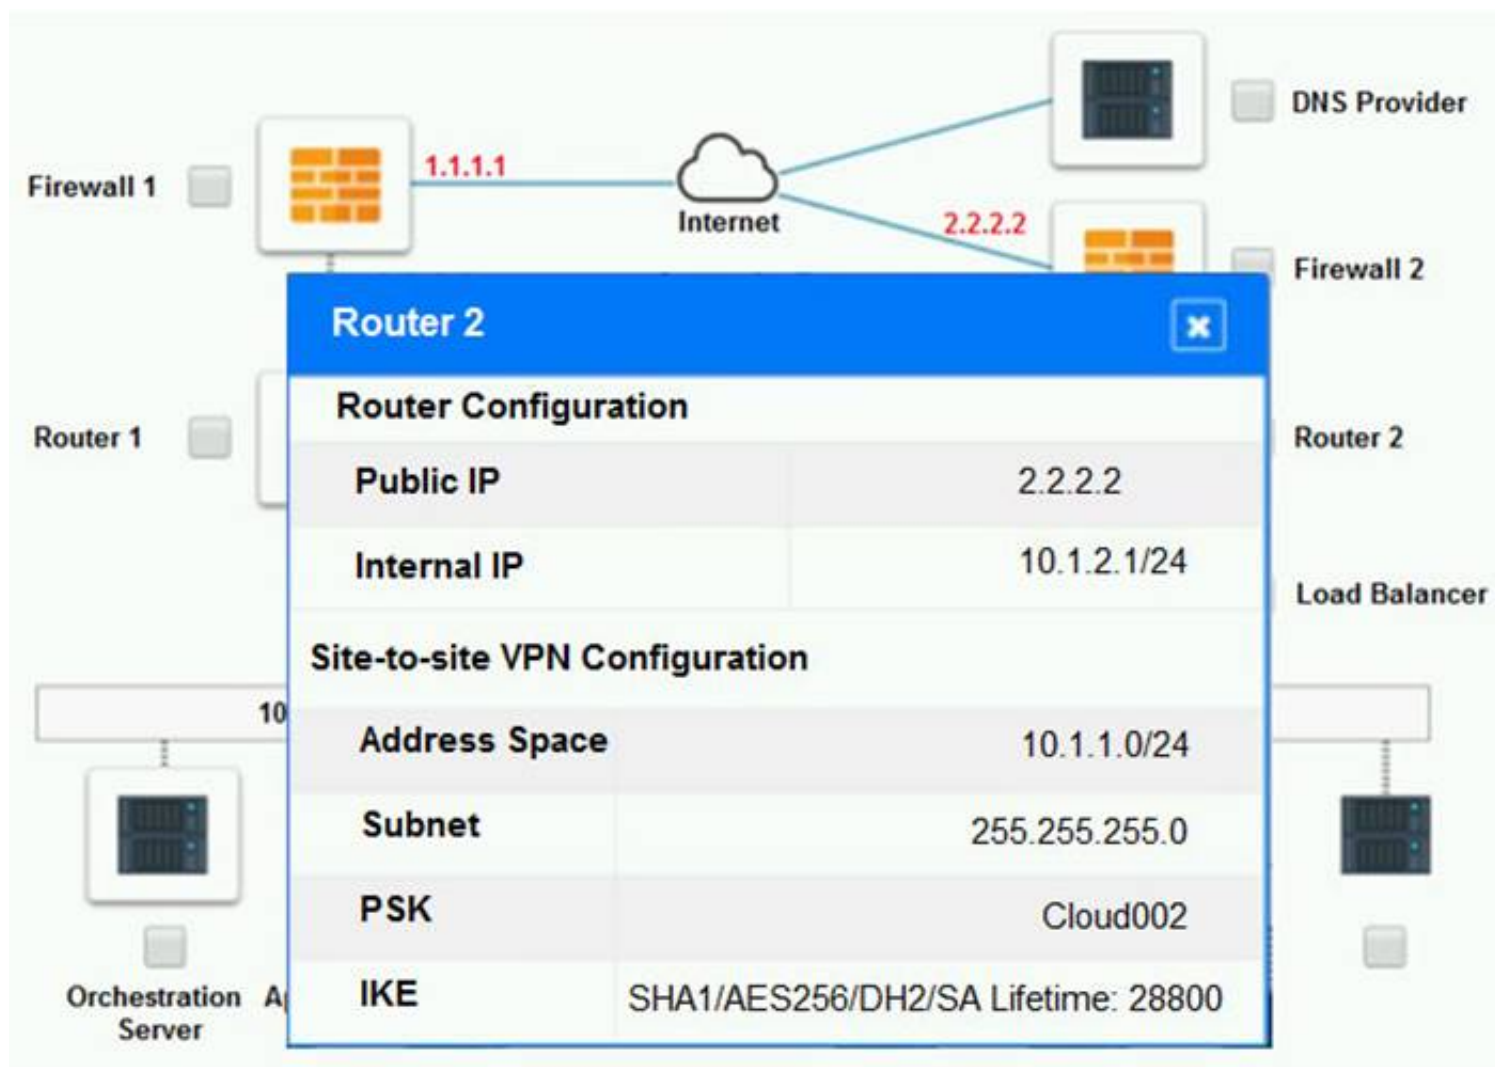 DNS Provider
1.1.1.1
Firewall 1
Internet
2.2.2.2
Firewall 2
Router 2
Router Configuration
Router 1
Router 2
Public IP 2.2.2.2
Internal IP 10.1.2.1/24
Load Balancer
Site-to-site VPN Configuration
10
Address Space 10.1.1.0/24
Subnet 255.255.255.0
PSK Cloud002
IKE SHA1/AES256/DH2/SA Lifetime: 28800
Orchestration
Server